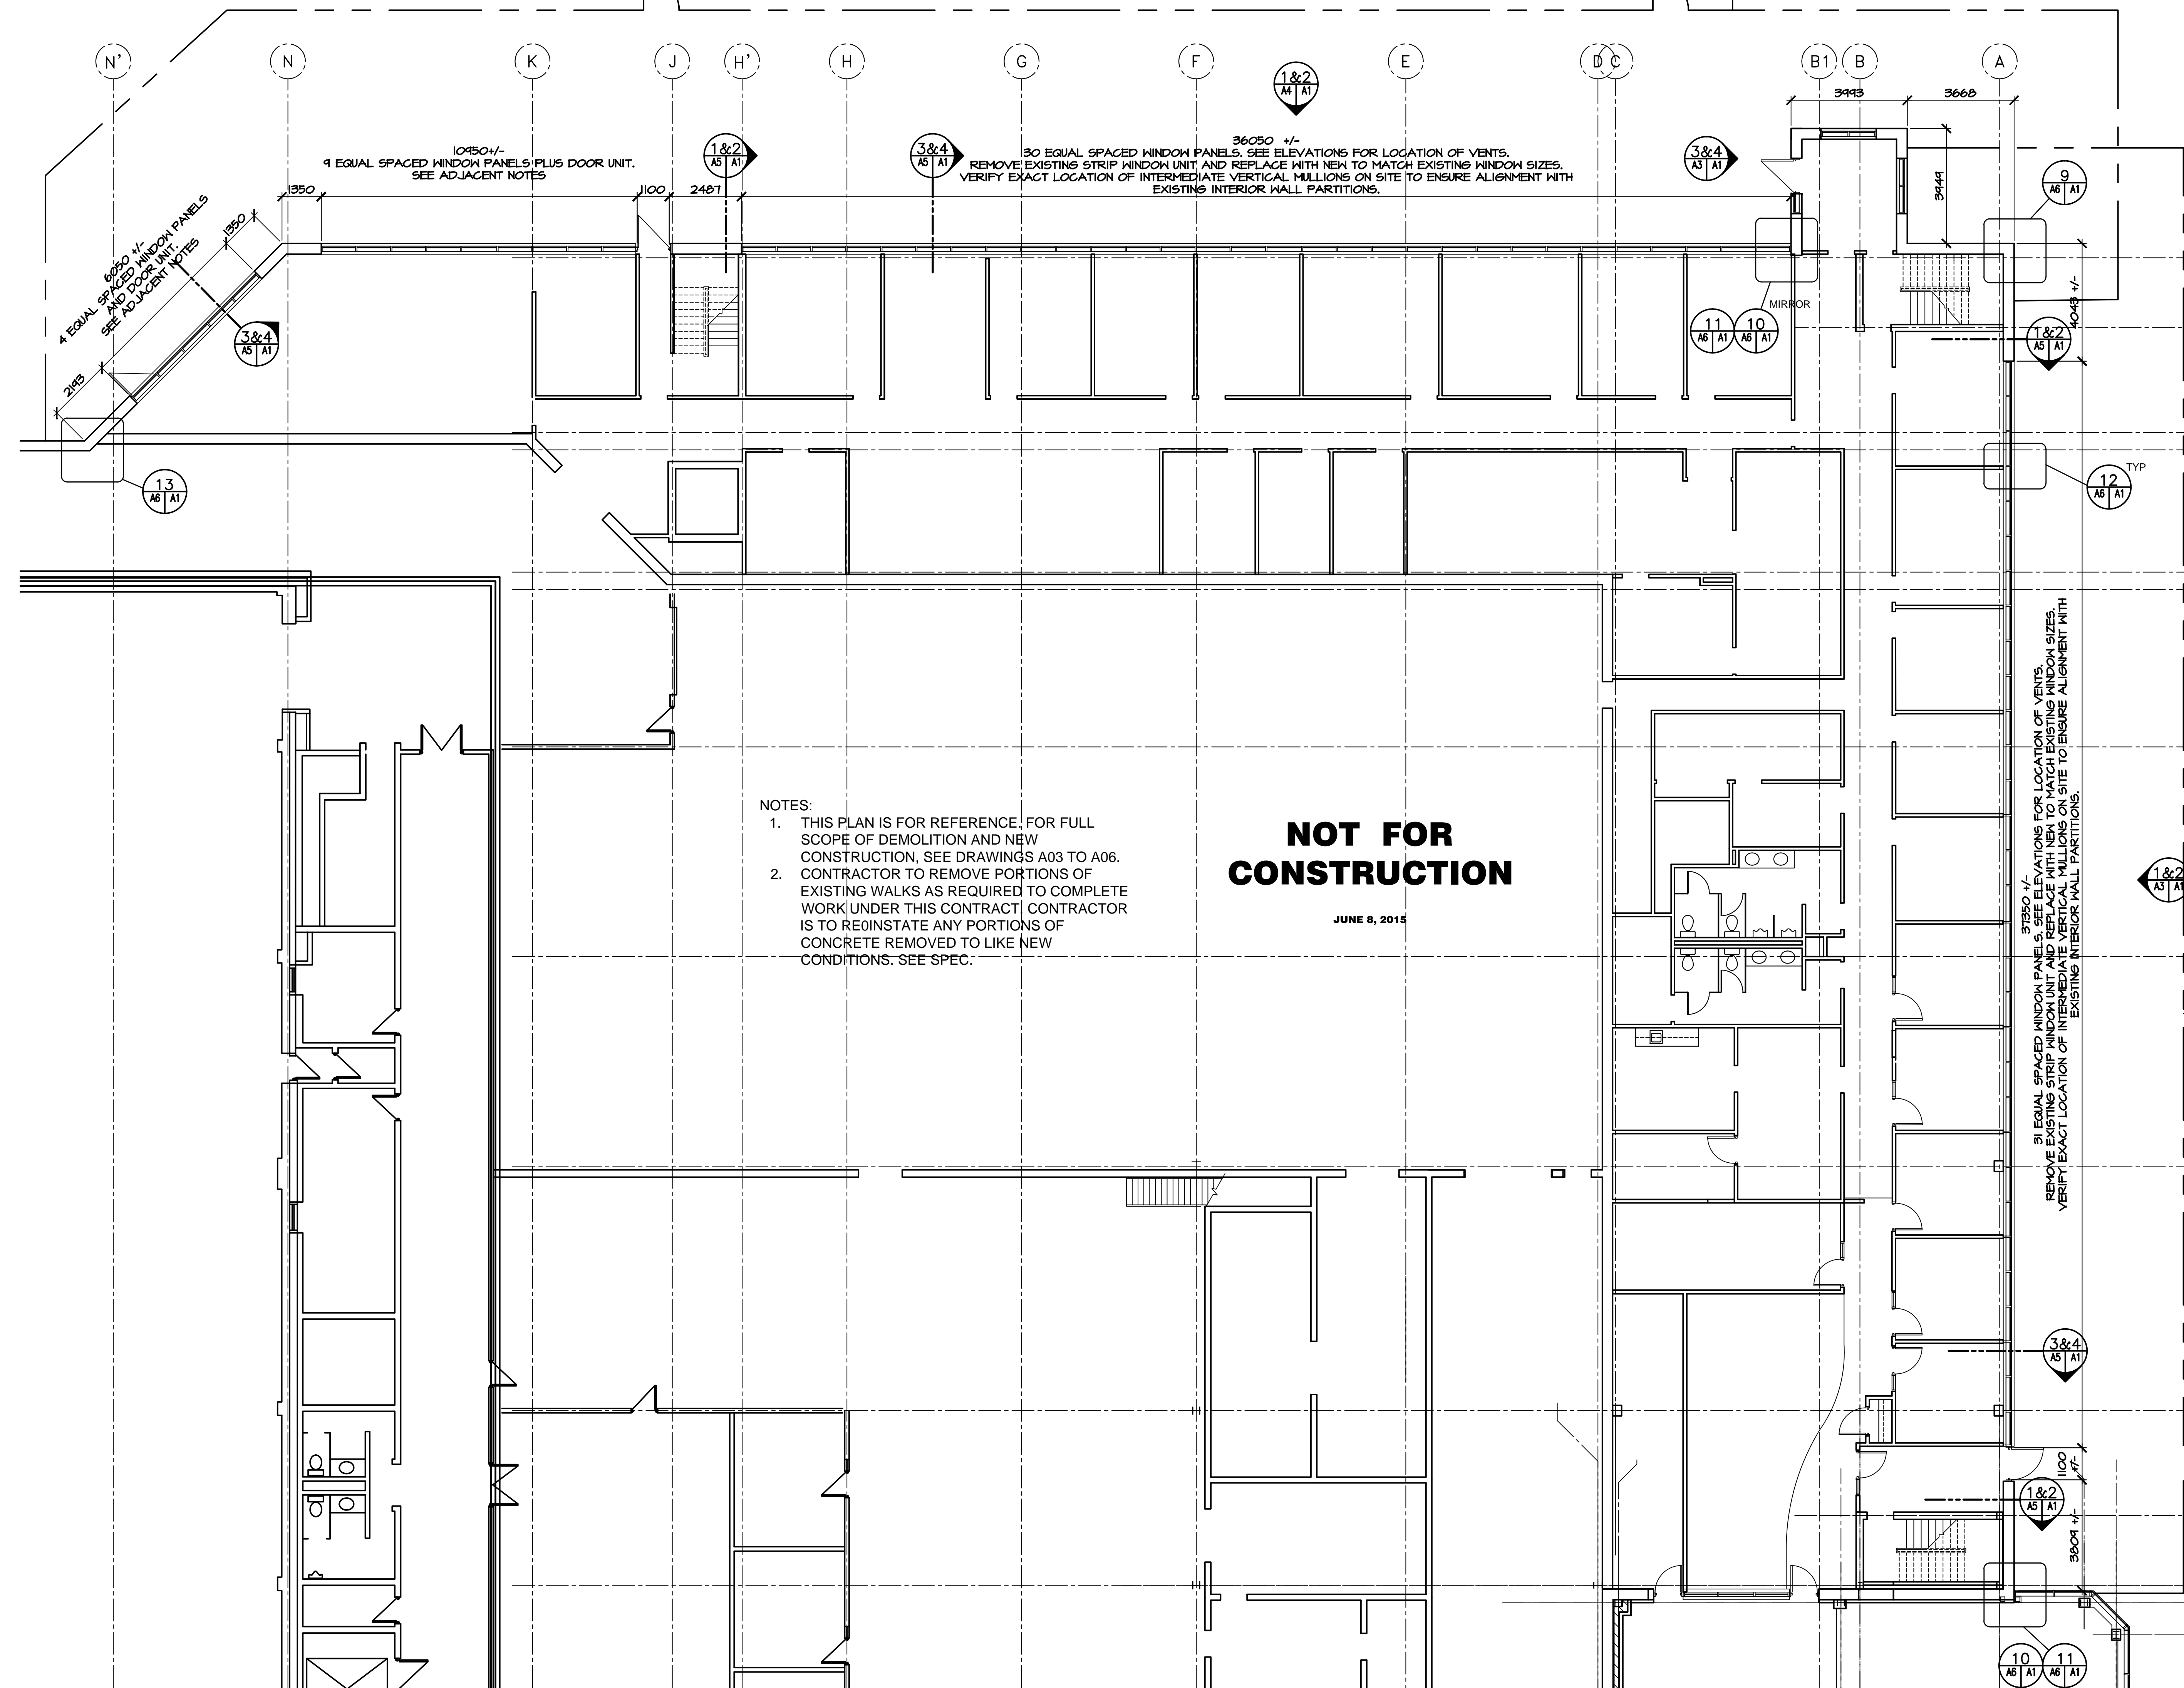 N' N K J H' H G F E D C B1 B A
1&2
A4 A1
3993 3668
10950+/-
9 EQUAL SPACED WINDOW PANELS PLUS DOOR UNIT.
SEE ADJACENT NOTES
1&2
A5 A1
3&4
A5 A1
36050 +/-
30 EQUAL SPACED WINDOW PANELS. SEE ELEVATIONS FOR LOCATION OF VENTS.
REMOVE EXISTING STRIP WINDOW UNIT AND REPLACE WITH NEW TO MATCH EXISTING WINDOW SIZES.
VERIFY EXACT LOCATION OF INTERMEDIATE VERTICAL MULLIONS ON SITE TO ENSURE ALIGNMENT WITH
EXISTING INTERIOR WALL PARTITIONS.
3&4
A3 A1
3949
9
A6 A1
1350 1100 2487
6050 +/-
4 EQUAL SPACED WINDOW PANELS
AND DOOR UNIT.
SEE ADJACENT NOTES
1350
2193
3&4
A5 A1
MIRROR
11
A6 A1
10
A6 A1
4043 +/-
1&2
A5 A1
13
A6 A1
12
A6 A1
TYP
37350 +/-
31 EQUAL SPACED WINDOW PANELS. SEE ELEVATIONS FOR LOCATION OF VENTS.
REMOVE EXISTING STRIP WINDOW UNIT AND REPLACE WITH NEW TO MATCH EXISTING WINDOW SIZES.
VERIFY EXACT LOCATION OF INTERMEDIATE VERTICAL MULLIONS ON SITE TO ENSURE ALIGNMENT WITH
EXISTING INTERIOR WALL PARTITIONS.
1&2
A3 A1
NOTES:
1. THIS PLAN IS FOR REFERENCE. FOR FULL
SCOPE OF DEMOLITION AND NEW
CONSTRUCTION, SEE DRAWINGS A03 TO A06.
2. CONTRACTOR TO REMOVE PORTIONS OF
EXISTING WALKS AS REQUIRED TO COMPLETE
WORK UNDER THIS CONTRACT. CONTRACTOR
IS TO RE0INSTATE ANY PORTIONS OF
CONCRETE REMOVED TO LIKE NEW
CONDITIONS. SEE SPEC.
NOT FOR
CONSTRUCTION
JUNE 8, 2015
3&4
A5 A1
1100 +/-
1&2
A5 A1
3809 +/-
10
A6 A1
11
A6 A1